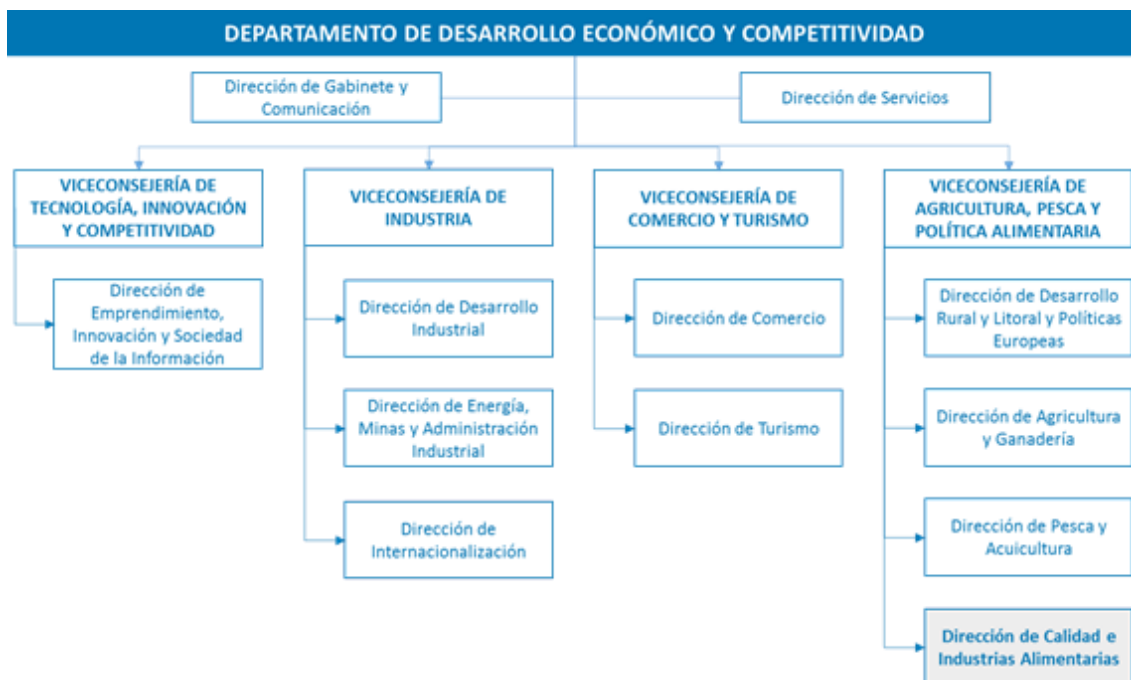 DEPARTAMENTO DE DESARROLLO ECONÓMICO Y COMPETITIVIDAD
Dirección de Gabinete y
Comunicación
Dirección de Servicios
VICECONSEJERÍA DE
TECNOLOGÍA, INNOVACIÓN
Y COMPETITIVIDAD
Dirección de
Emprendimiento,
Innovación y Sociedad
de la Información
VICECONSEJERÍA DE
INDUSTRIA
Dirección de Desarrollo
Industrial
Dirección de Energía,
Minas y Administración
Industrial
Dirección de
Internacionalización
VICECONSEJERÍA DE
COMERCIO Y TURISMO
Dirección de Comercio
Dirección de Turismo
VICECONSEJERÍA DE
AGRICULTURA, PESCA Y
POLÍTICA ALIMENTARIA
Dirección de Desarrollo
Rural y Litoral y Políticas
Europeas
Dirección de Agricultura
y Ganadería
Dirección de Pesca y
Acuicultura
Dirección de Calidad e
Industrias Alimentarias